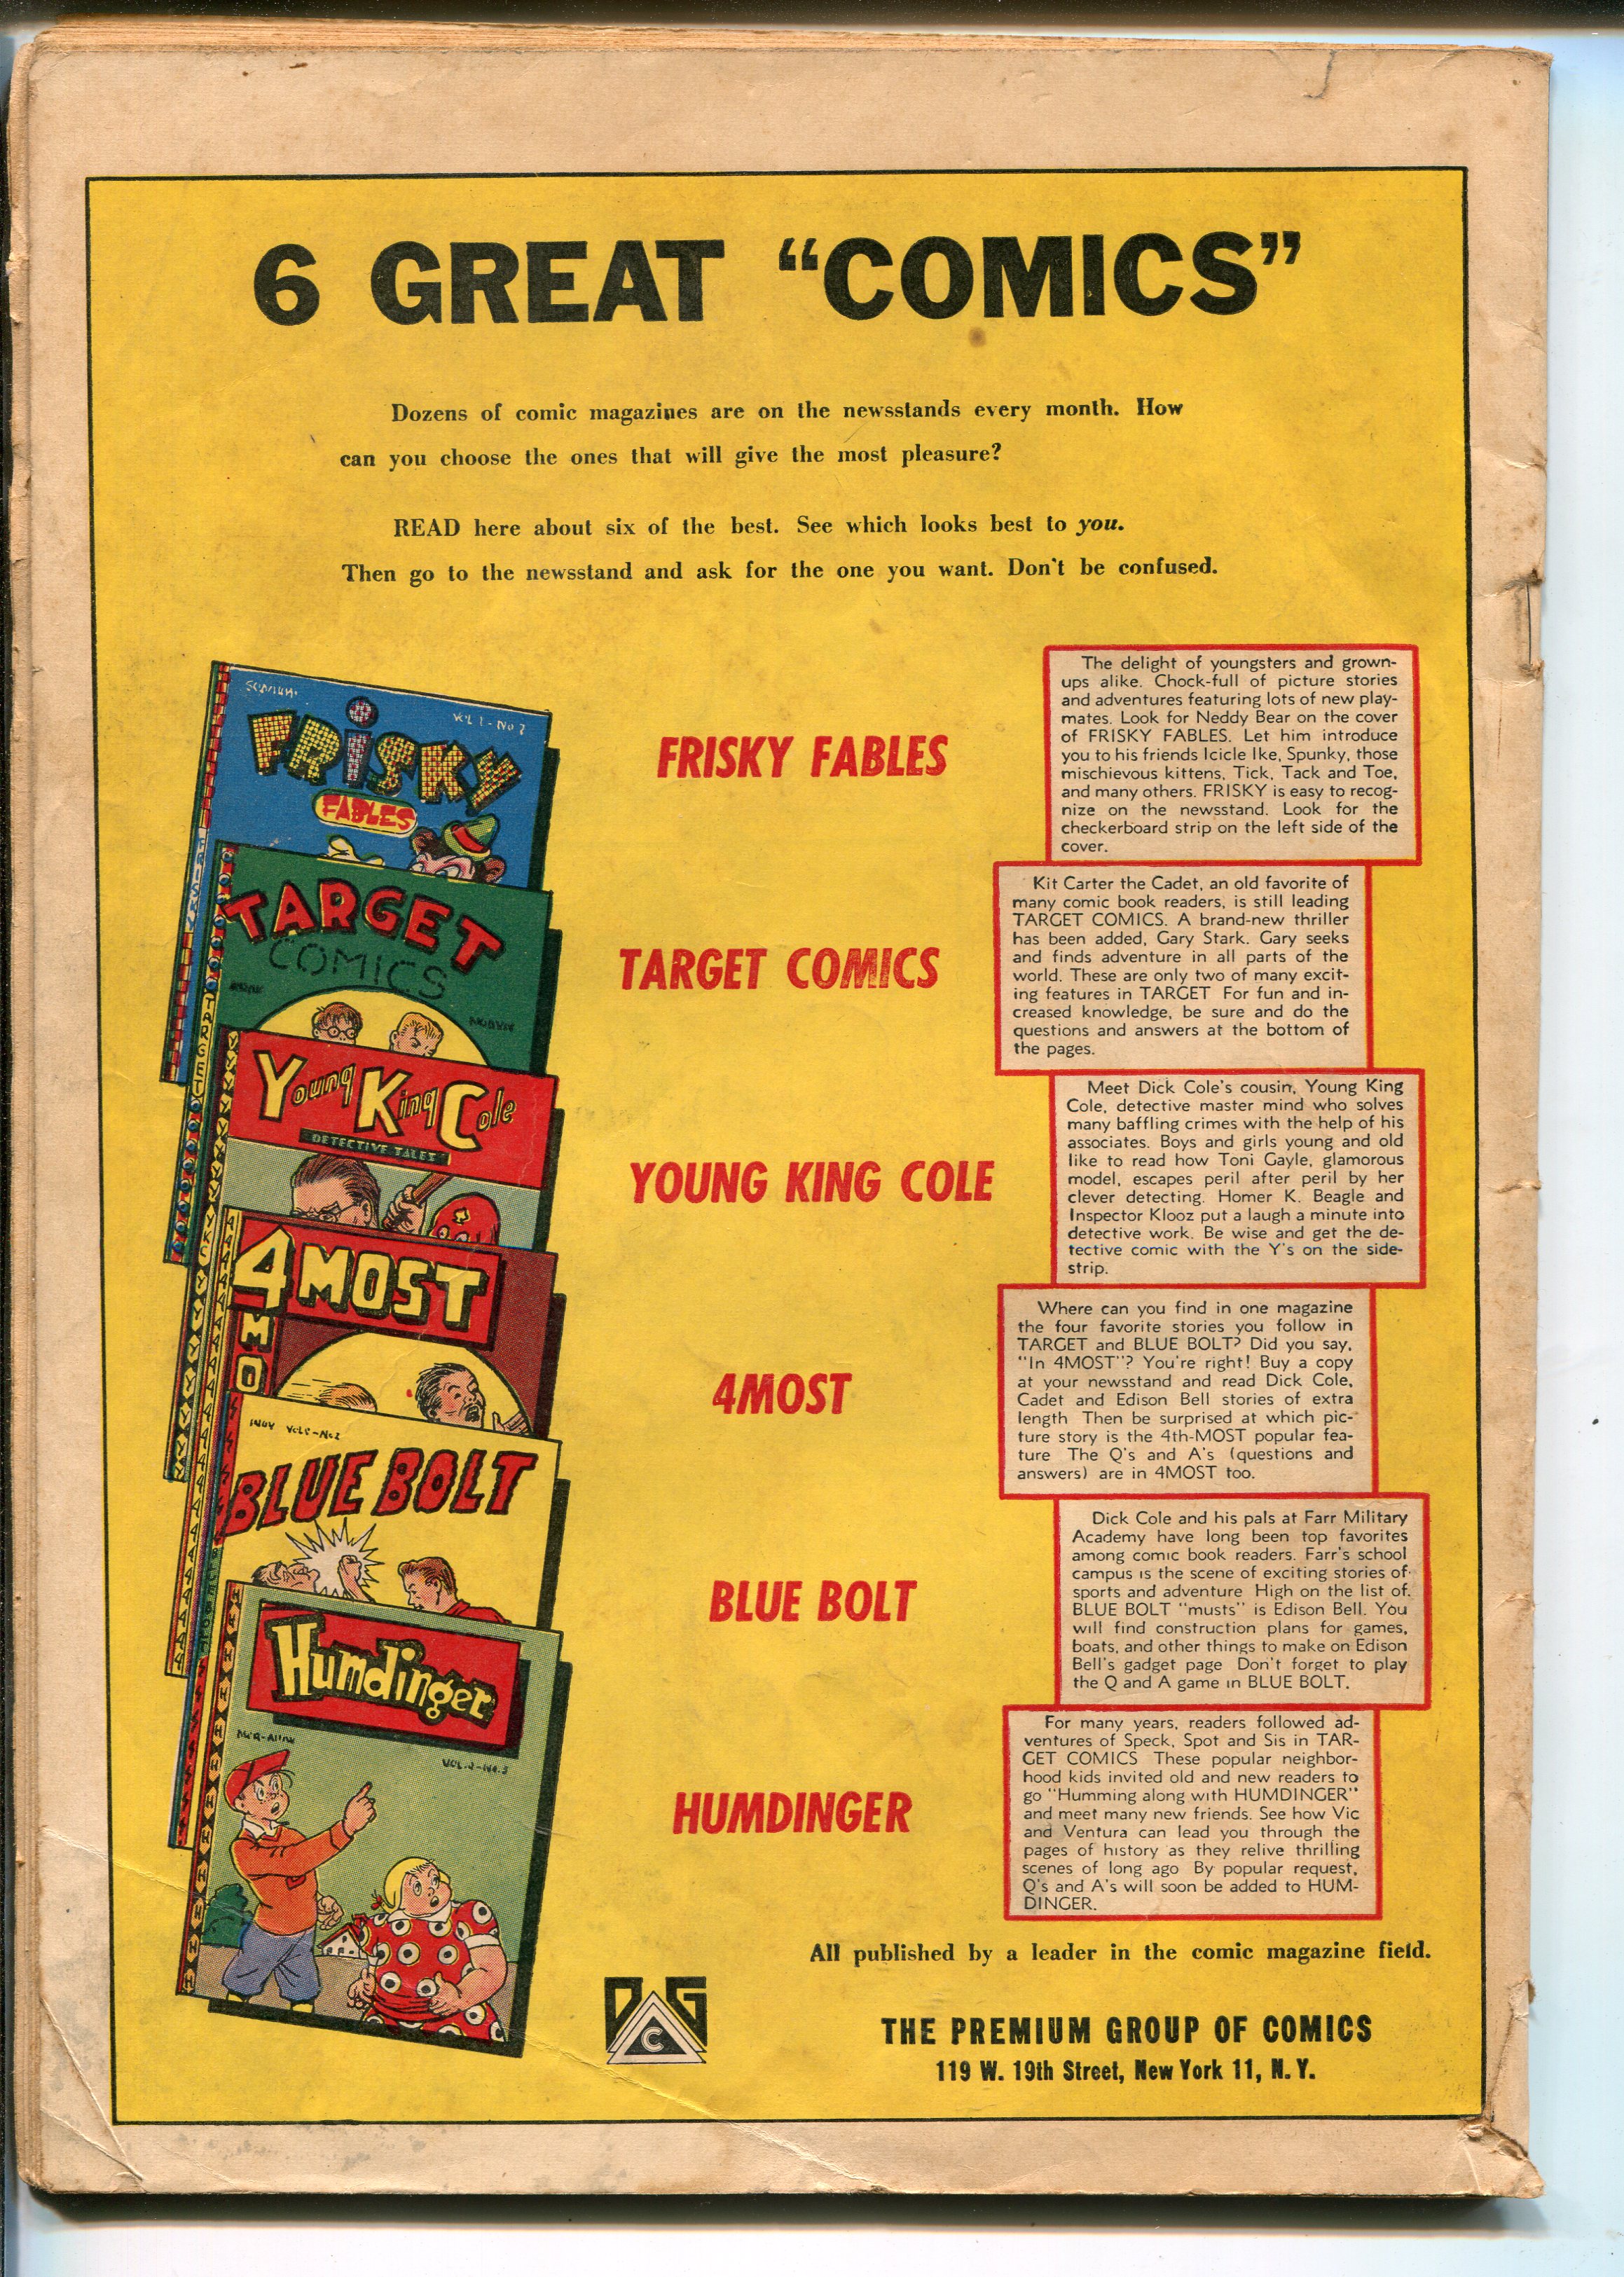 6 GREAT “COMICS”
Dozens of comic magazines are on the newsstands every month. How
can you choose the ones that will give the most pleasure?
READ here about six of the best. See which looks best to you.
Then go to the newsstand and ask for the one you want. Don't be confused.
VOL 1 - No 2
FRISKY
FABLES
FRISKY
TARGET
COMICS
TARGET
Young King Cole
DETECTIVE TALES
YKC
4MOST
MO
VOL 5 - No 2
BLUE BOLT
BLUE BOLT
Humdinger
VOL. 2 - No. 3
FRISKY FABLES
The delight of youngsters and grown-
ups alike. Chock-full of picture stories
and adventures featuring lots of new play-
mates. Look for Neddy Bear on the cover
of FRISKY FABLES. Let him introduce
you to his friends Icicle Ike, Spunky, those
mischievous kittens, Tick, Tack and Toe,
and many others. FRISKY is easy to recog-
nize on the newsstand. Look for the
checkerboard strip on the left side of the
cover.
TARGET COMICS
Kit Carter the Cadet, an old favorite of
many comic book readers, is still leading
TARGET COMICS. A brand-new thriller
has been added, Gary Stark. Gary seeks
and finds adventure in all parts of the
world. These are only two of many excit-
ing features in TARGET For fun and in-
creased knowledge, be sure and do the
questions and answers at the bottom of
the pages.
YOUNG KING COLE
Meet Dick Cole's cousin, Young King
Cole, detective master mind who solves
many baffling crimes with the help of his
associates. Boys and girls young and old
like to read how Toni Gayle, glamorous
model, escapes peril after peril by her
clever detecting. Homer K. Beagle and
Inspector Klooz put a laugh a minute into
detective work. Be wise and get the de-
tective comic with the Y's on the side-
strip.
4MOST
Where can you find in one magazine
the four favorite stories you follow in
TARGET and BLUE BOLT? Did you say,
"In 4MOST"? You're right! Buy a copy
at your newsstand and read Dick Cole,
Cadet and Edison Bell stories of extra
length Then be surprised at which pic-
ture story is the 4th-MOST popular fea-
ture The Q's and A's (questions and
answers) are in 4MOST too.
BLUE BOLT
Dick Cole and his pals at Farr Military
Academy have long been top favorites
among comic book readers. Farr's school
campus is the scene of exciting stories of
sports and adventure High on the list of
BLUE BOLT "musts" is Edison Bell. You
will find construction plans for games,
boats, and other things to make on Edison
Bell's gadget page Don't forget to play
the Q and A game in BLUE BOLT.
HUMDINGER
For many years, readers followed ad-
ventures of Speck, Spot and Sis in TAR-
GET COMICS These popular neighbor-
hood kids invited old and new readers to
go "Humming along with HUMDINGER"
and meet many new friends. See how Vic
and Ventura can lead you through the
pages of history as they relive thrilling
scenes of long ago By popular request,
Q's and A's will soon be added to HUM-
DINGER.
All published by a leader in the comic magazine field.
PGC
THE PREMIUM GROUP OF COMICS
119 W. 19th Street, New York 11, N. Y.